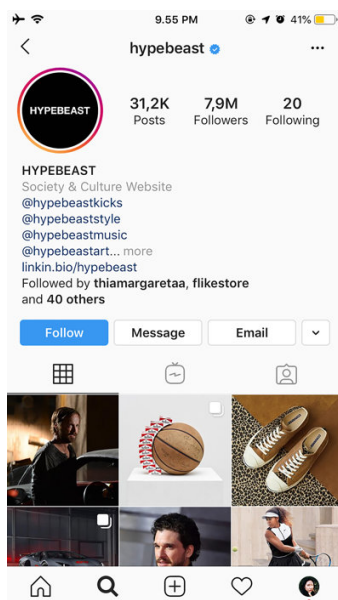 9.55 PM 41%
hypebeast
HYPEBEAST
31,2K 7,9M 20
Posts Followers Following
HYPEBEAST
Society & Culture Website
@hypebeastkicks
@hypebeaststyle
@hypebeastmusic
@hypebeastart... more
linkin.bio/hypebeast
Followed by thiamargaretaa, flikestore
and 40 others
Follow Message Email